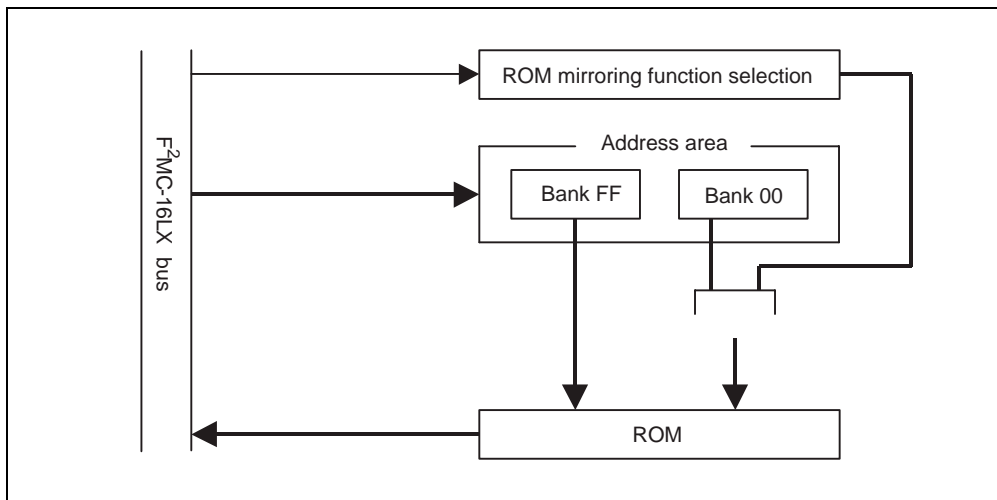 ROM mirroring function selection
Address area
F²MC-16LX bus
Bank FF
Bank 00
ROM